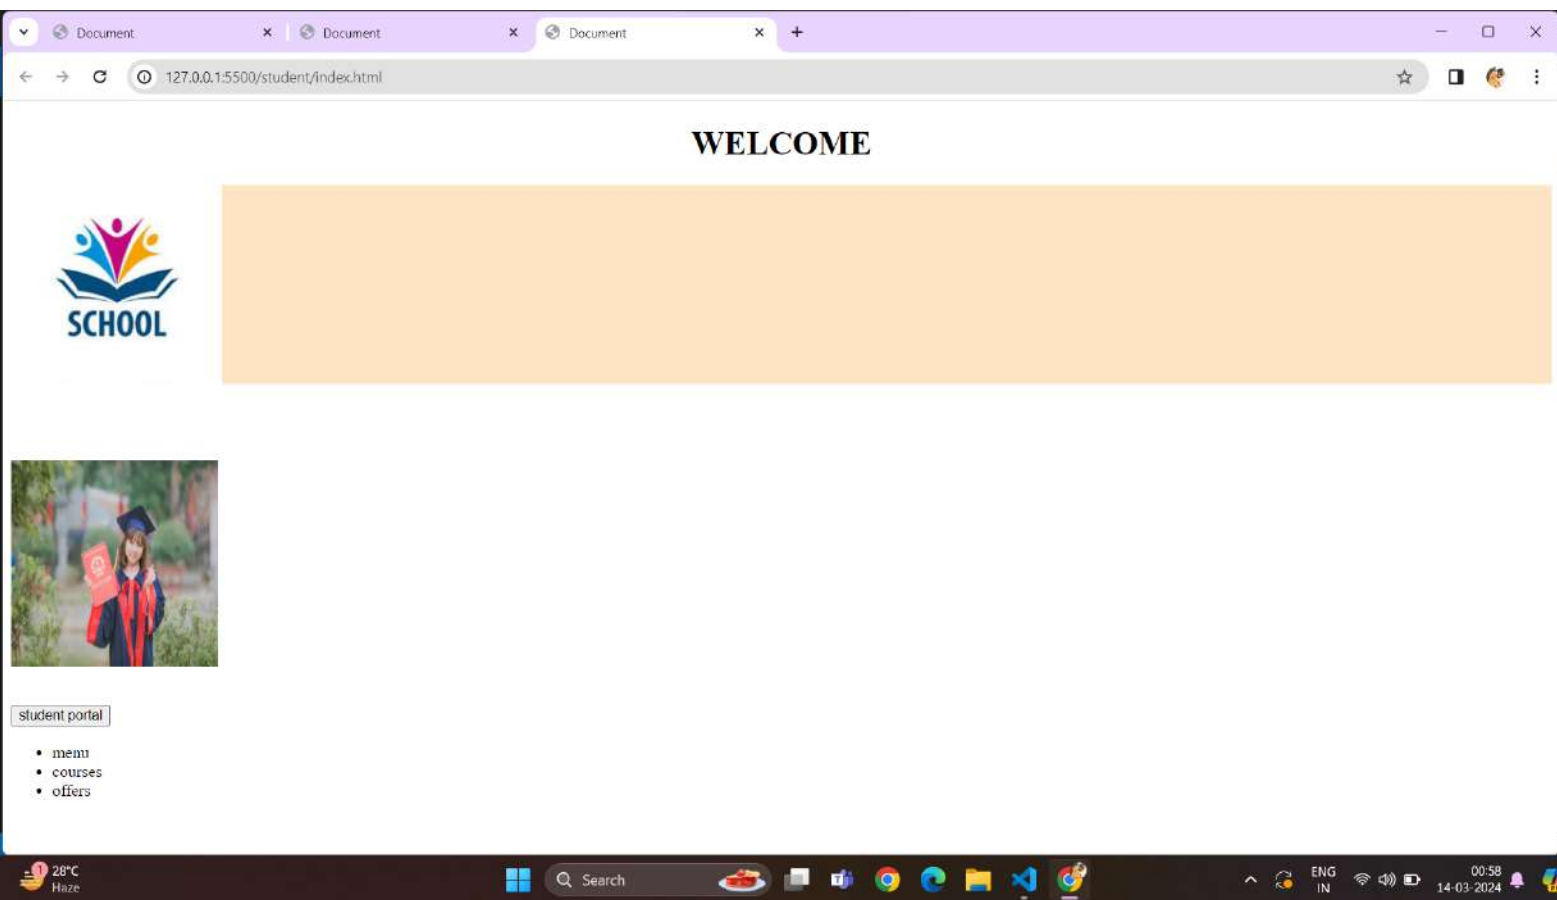 Document
Document
Document
127.0.0.1:5500/student/index.html
WELCOME
SCHOOL
student portal
menu
courses
offers
1
28°C
Haze
Search
ENG
IN
00:58
14-03-2024